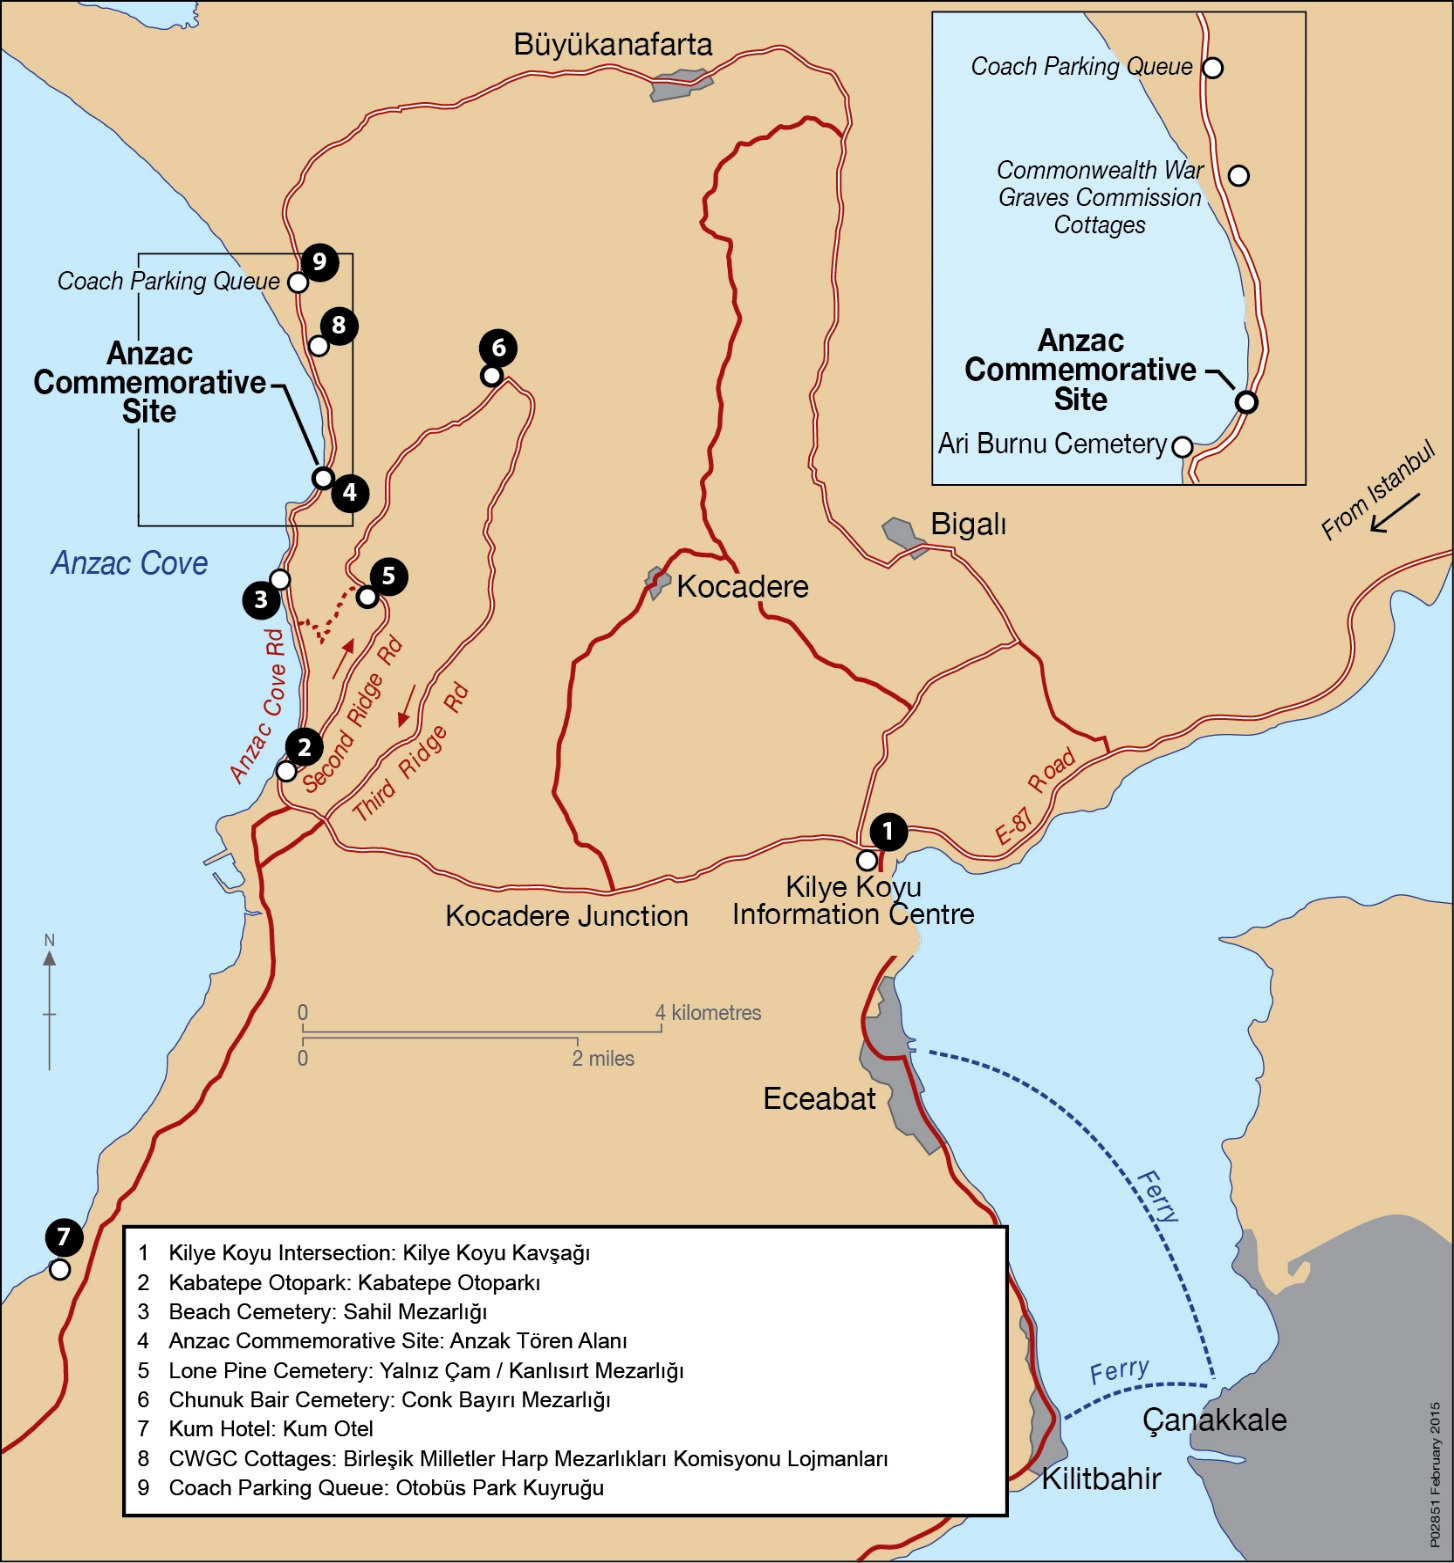 Büyükanafarta
Coach Parking Queue
Commonwealth War
Graves Commission
Cottages
Anzac
Commemorative
Site
Ari Burnu Cemetery
9
Coach Parking Queue
8
Anzac
Commemorative
Site
6
4
From Istanbul
Bigalı
Anzac Cove
Kocadere
5
3
Anzac Cove Rd
Second Ridge Rd
Third Ridge Rd
2
E-87 Road
1
Kilye Koyu
Information Centre
Kocadere Junction
N
0
4 kilometres
0
2 miles
Eceabat
Ferry
7
1 Kilye Koyu Intersection: Kilye Koyu Kavşağı
2 Kabatepe Otopark: Kabatepe Otoparkı
3 Beach Cemetery: Sahil Mezarlığı
4 Anzac Commemorative Site: Anzak Tören Alanı
5 Lone Pine Cemetery: Yalnız Çam / Kanlısırt Mezarlığı
6 Chunuk Bair Cemetery: Conk Bayırı Mezarlığı
7 Kum Hotel: Kum Otel
8 CWGC Cottages: Birleşik Milletler Harp Mezarlıkları Komisyonu Lojmanları
9 Coach Parking Queue: Otobüs Park Kuyruğu
Ferry
Çanakkale
Kilitbahir
P02851 February 2015